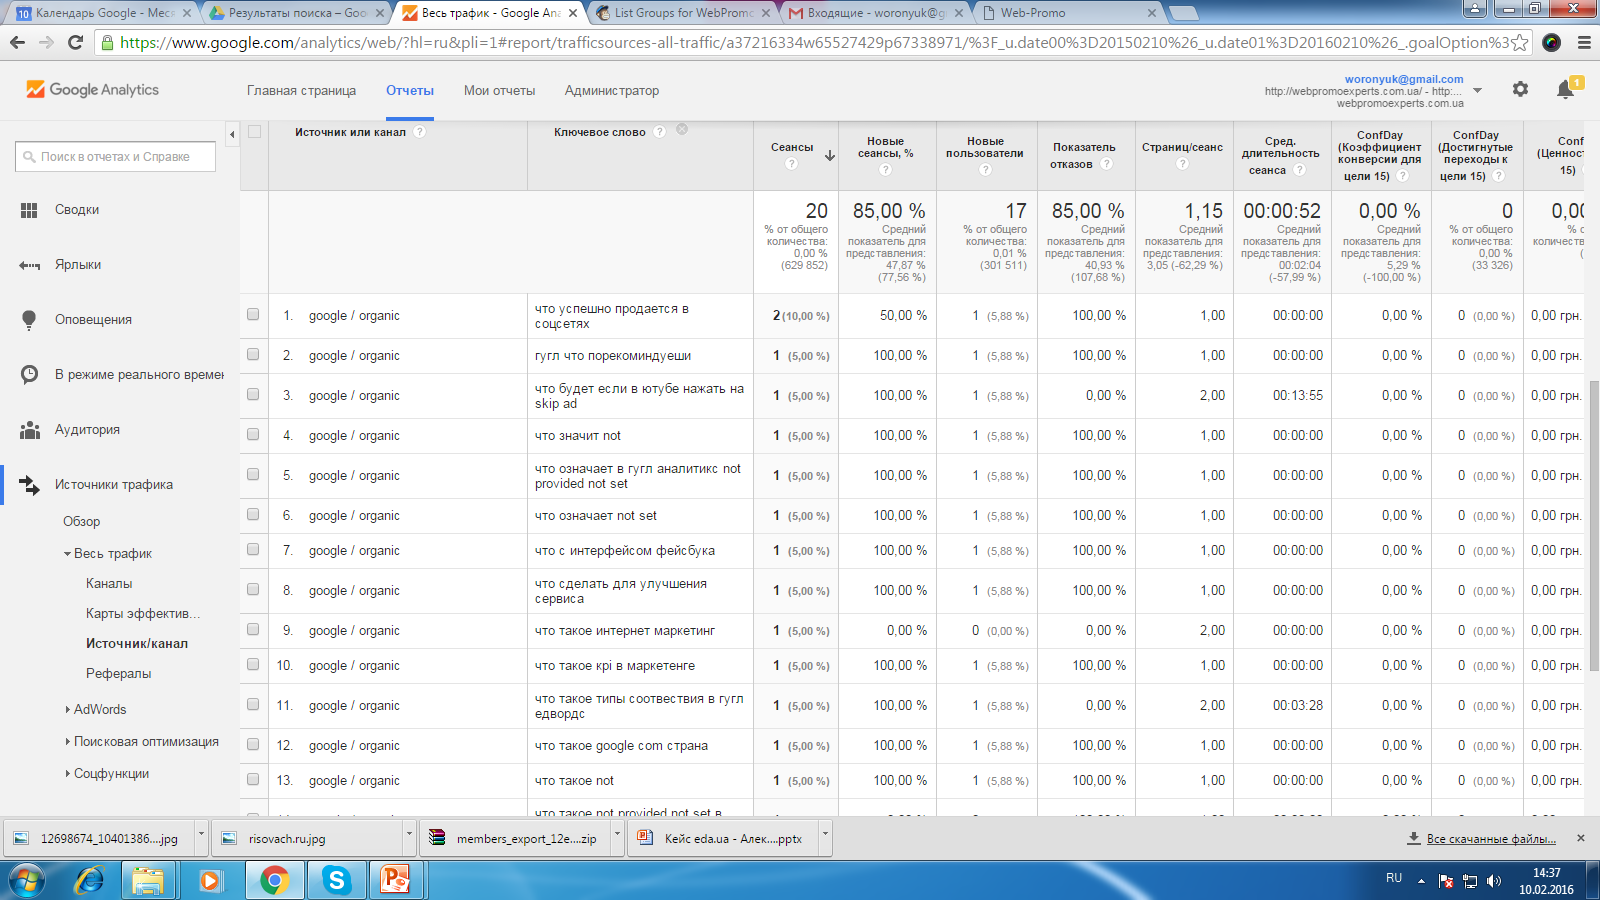 Календарь Google - Меся
Результаты поиска – Goo
Весь трафик - Google Ana
List Groups for WebPromo
Входящие - woronyuk@g
Web-Promo
https://www.google.com/analytics/web/?hl=ru&pli=1#report/trafficsources-all-traffic/a37216334w65527429p67338971/%3F_u.date00%3D20150210%26_u.date01%3D20160210%26_.goalOption%3
Google Analytics
Главная страница
Отчеты
Мои отчеты
Администратор
woronyuk@gmail.com
http://webpromoexperts.com.ua/ - http:...
webpromoexperts.com.ua
1
Поиск в отчетах и Справке
Сводки
Ярлыки
Оповещения
В режиме реального времен
Аудитория
Источники трафика
Обзор
Весь трафик
Каналы
Карты эффектив...
Источник/канал
Рефералы
AdWords
Поисковая оптимизация
Соцфункции
Источник или канал ?
Ключевое слово ?
Сеансы ?
Новые сеансы, % ?
Новые пользователи ?
Показатель отказов ?
Страниц/сеанс ?
Сред. длительность сеанса ?
ConfDay (Коэффициент конверсии для цели 15) ?
ConfDay (Достигнутые переходы к цели 15) ?
ConfD (Ценност 15)
20 % от общего количества: 0,00 % (629 852)
85,00 % Средний показатель для представления: 47,87 % (77,56 %)
17 % от общего количества: 0,01 % (301 511)
85,00 % Средний показатель для представления: 40,93 % (107,68 %)
1,15 Средний показатель для представления: 3,05 (-62,29 %)
00:00:52 Средний показатель для представления: 00:02:04 (-57,99 %)
0,00 % Средний показатель для представления: 5,29 % (-100,00 %)
0 % от общего количества: 0,00 % (33 326)
0,00 % о количеств
1. google / organic что успешно продается в соцсетях 2 (10,00 %) 50,00 % 1 (5,88 %) 100,00 % 1,00 00:00:00 0,00 % 0 (0,00 %) 0,00 грн.
2. google / organic гугл что порекоминдуеши 1 (5,00 %) 100,00 % 1 (5,88 %) 100,00 % 1,00 00:00:00 0,00 % 0 (0,00 %) 0,00 грн.
3. google / organic что будет если в ютубе нажать на skip ad 1 (5,00 %) 100,00 % 1 (5,88 %) 0,00 % 2,00 00:13:55 0,00 % 0 (0,00 %) 0,00 грн.
4. google / organic что значит not 1 (5,00 %) 100,00 % 1 (5,88 %) 100,00 % 1,00 00:00:00 0,00 % 0 (0,00 %) 0,00 грн.
5. google / organic что означает в гугл аналитикс not provided not set 1 (5,00 %) 100,00 % 1 (5,88 %) 100,00 % 1,00 00:00:00 0,00 % 0 (0,00 %) 0,00 грн.
6. google / organic что означает not set 1 (5,00 %) 100,00 % 1 (5,88 %) 100,00 % 1,00 00:00:00 0,00 % 0 (0,00 %) 0,00 грн.
7. google / organic что с интерфейсом фейсбука 1 (5,00 %) 100,00 % 1 (5,88 %) 100,00 % 1,00 00:00:00 0,00 % 0 (0,00 %) 0,00 грн.
8. google / organic что сделать для улучшения сервиса 1 (5,00 %) 100,00 % 1 (5,88 %) 100,00 % 1,00 00:00:00 0,00 % 0 (0,00 %) 0,00 грн.
9. google / organic что такое интернет маркетинг 1 (5,00 %) 0,00 % 0 (0,00 %) 0,00 % 2,00 00:00:00 0,00 % 0 (0,00 %) 0,00 грн.
10. google / organic что такое kpi в маркетенге 1 (5,00 %) 100,00 % 1 (5,88 %) 100,00 % 1,00 00:00:00 0,00 % 0 (0,00 %) 0,00 грн.
11. google / organic что такое типы соотвествия в гугл едвордс 1 (5,00 %) 100,00 % 1 (5,88 %) 0,00 % 2,00 00:03:28 0,00 % 0 (0,00 %) 0,00 грн.
12. google / organic что такое google com страна 1 (5,00 %) 100,00 % 1 (5,88 %) 100,00 % 1,00 00:00:00 0,00 % 0 (0,00 %) 0,00 грн.
13. google / organic что такое not 1 (5,00 %) 100,00 % 1 (5,88 %) 100,00 % 1,00 00:00:00 0,00 % 0 (0,00 %) 0,00 грн.
что такое not provided not set в
12698674_10401386....jpg
risovach.ru.jpg
members_export_12e....zip
Кейс eda.ua - Алек....pptx
Все скачанные файлы...
RU
14:37
10.02.2016